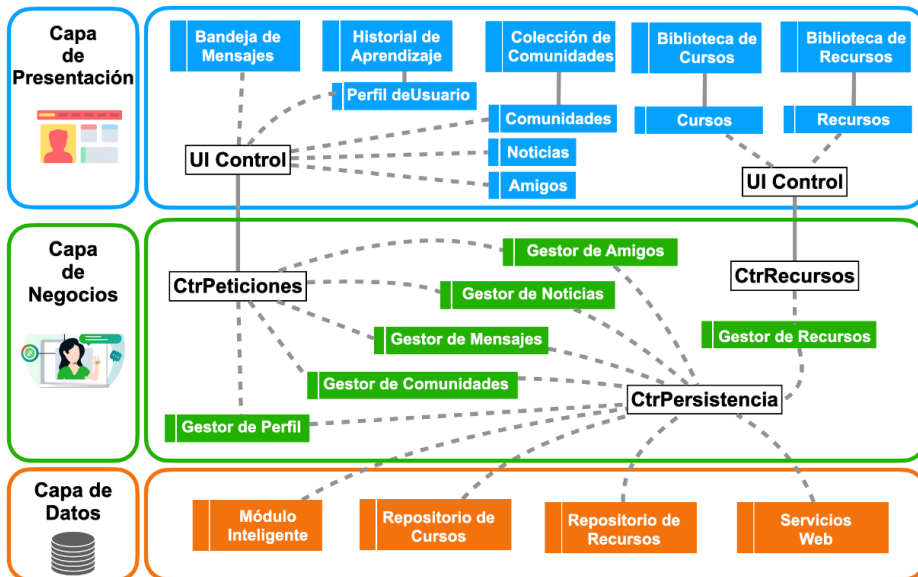 Capa
de
Presentación
Bandeja de
Mensajes
Historial de
Aprendizaje
Colección de
Comunidades
Biblioteca de
Cursos
Biblioteca de
Recursos
Perfil deUsuario
Comunidades
Cursos
Recursos
Noticias
Amigos
UI Control
UI Control
Capa
de
Negocios
Gestor de Amigos
CtrPeticiones
CtrRecursos
Gestor de Noticias
Gestor de Mensajes
Gestor de Recursos
Gestor de Comunidades
CtrPersistencia
Gestor de Perfil
Capa de
Datos
Módulo
Inteligente
Repositorio de
Cursos
Repositorio de
Recursos
Servicios
Web